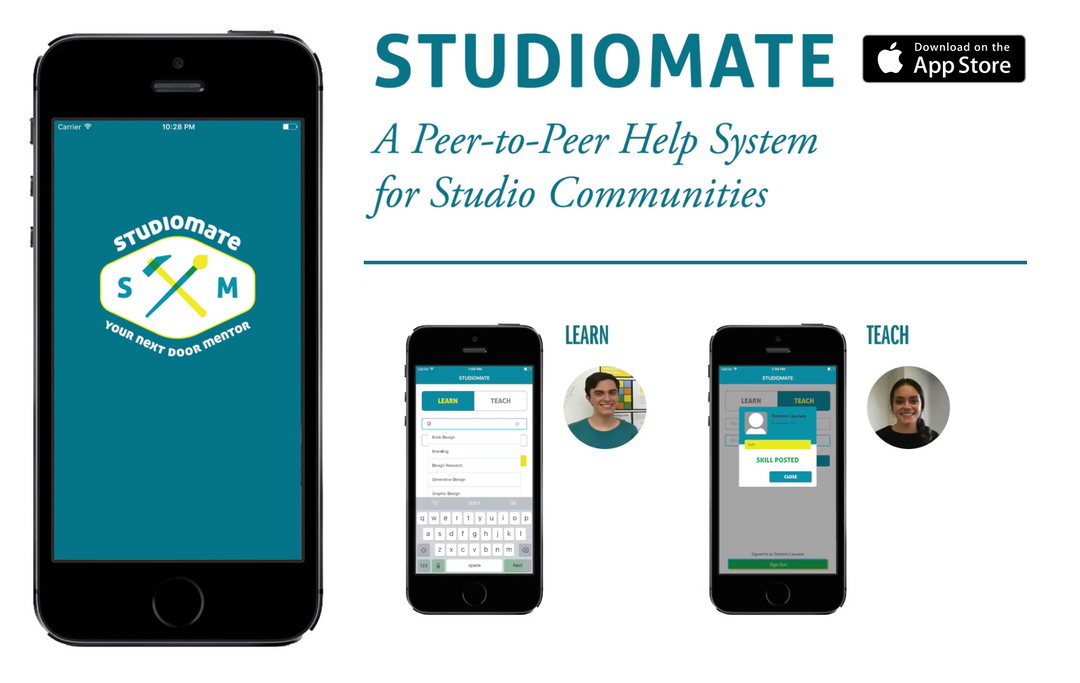 STUDIOMATE
Download on the
App Store
A Peer-to-Peer Help System
for Studio Communities
Carrier
10:28 PM
STUDIOMATE
S M
YOUR NEXT DOOR MENTOR
LEARN
STUDIOMATE
LEARN TEACH
Book Design
Branding
Design Research
Generative Design
Graphic Design
q w e r t y u i o p
a s d f g h j k l
z x c v b n m
123 space Next
TEACH
STUDIOMATE
LEARN TEACH
SKILL POSTED
CLOSE
Sign Out